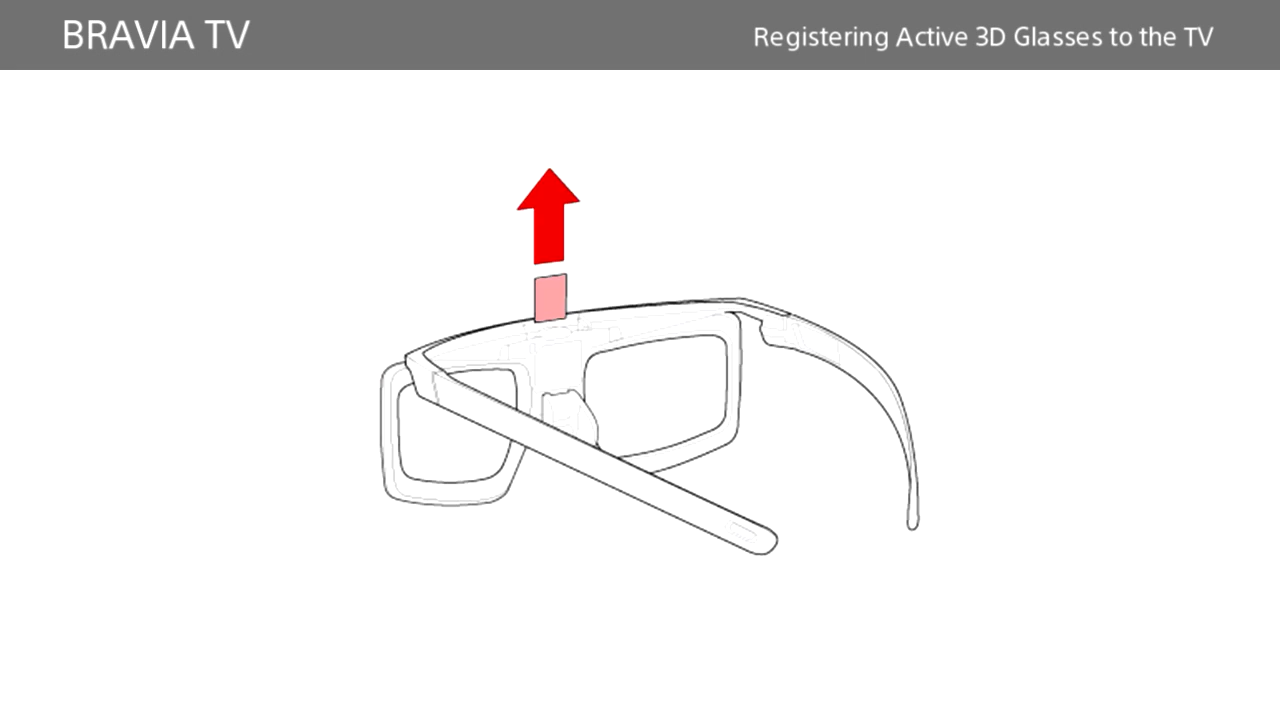 BRAVIA TV
Registering Active 3D Glasses to the TV